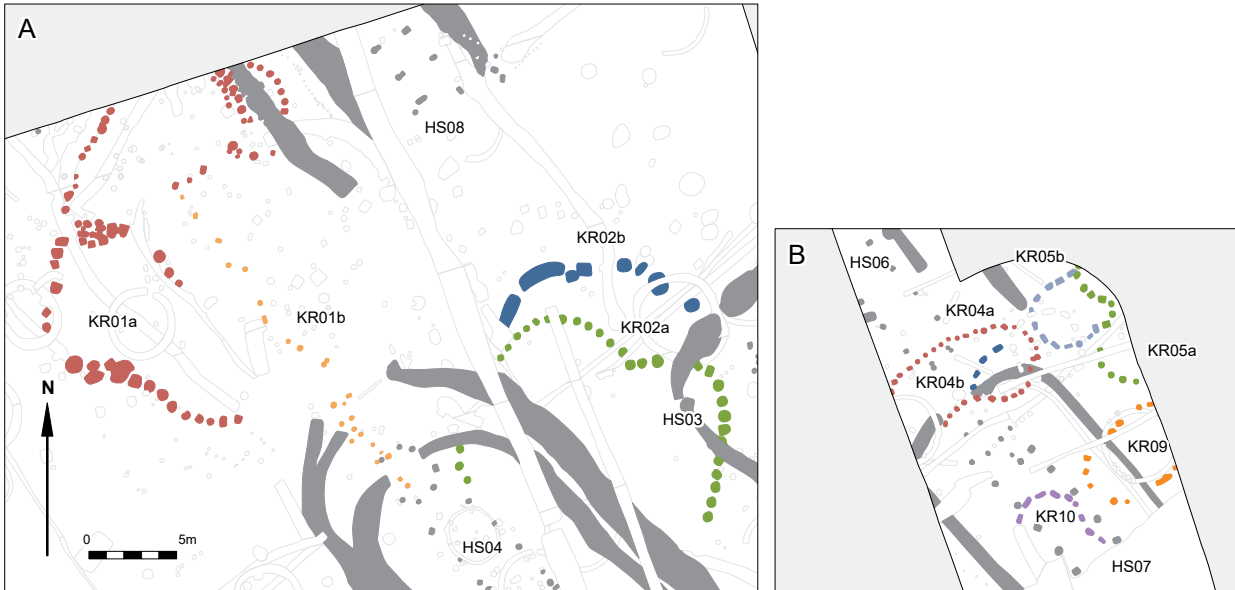 A
HS08
KR02b
KR01a
KR01b
KR02a
N
HS03
0 5m
HS04
B
HS06
KR05b
KR04a
KR05a
KR04b
KR09
KR10
HS07